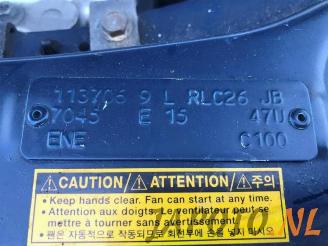 113706 9 L RLC26 JB
7045 E 15 47U
ENE C100
CAUTION / ATTENTION / 주의
• Keep hands clear. Fan can start at any time.
• Attention aux doigts. Le ventilateur peut se
mettre à tourner sans avertissement.